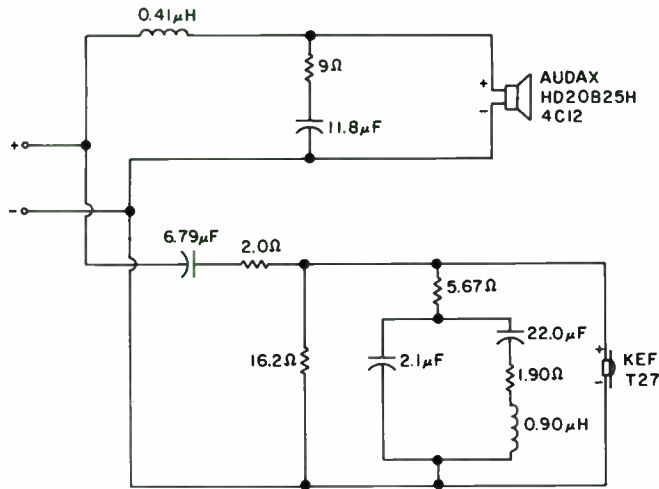 0.41μH
9Ω
11.8μF
+
-
AUDAX
HD20B25H
4C12
+
-
6.79μF
2.0Ω
5.67Ω
16.2Ω
2.1μF
22.0μF
1.90Ω
0.90μH
+
-
KEF
T27